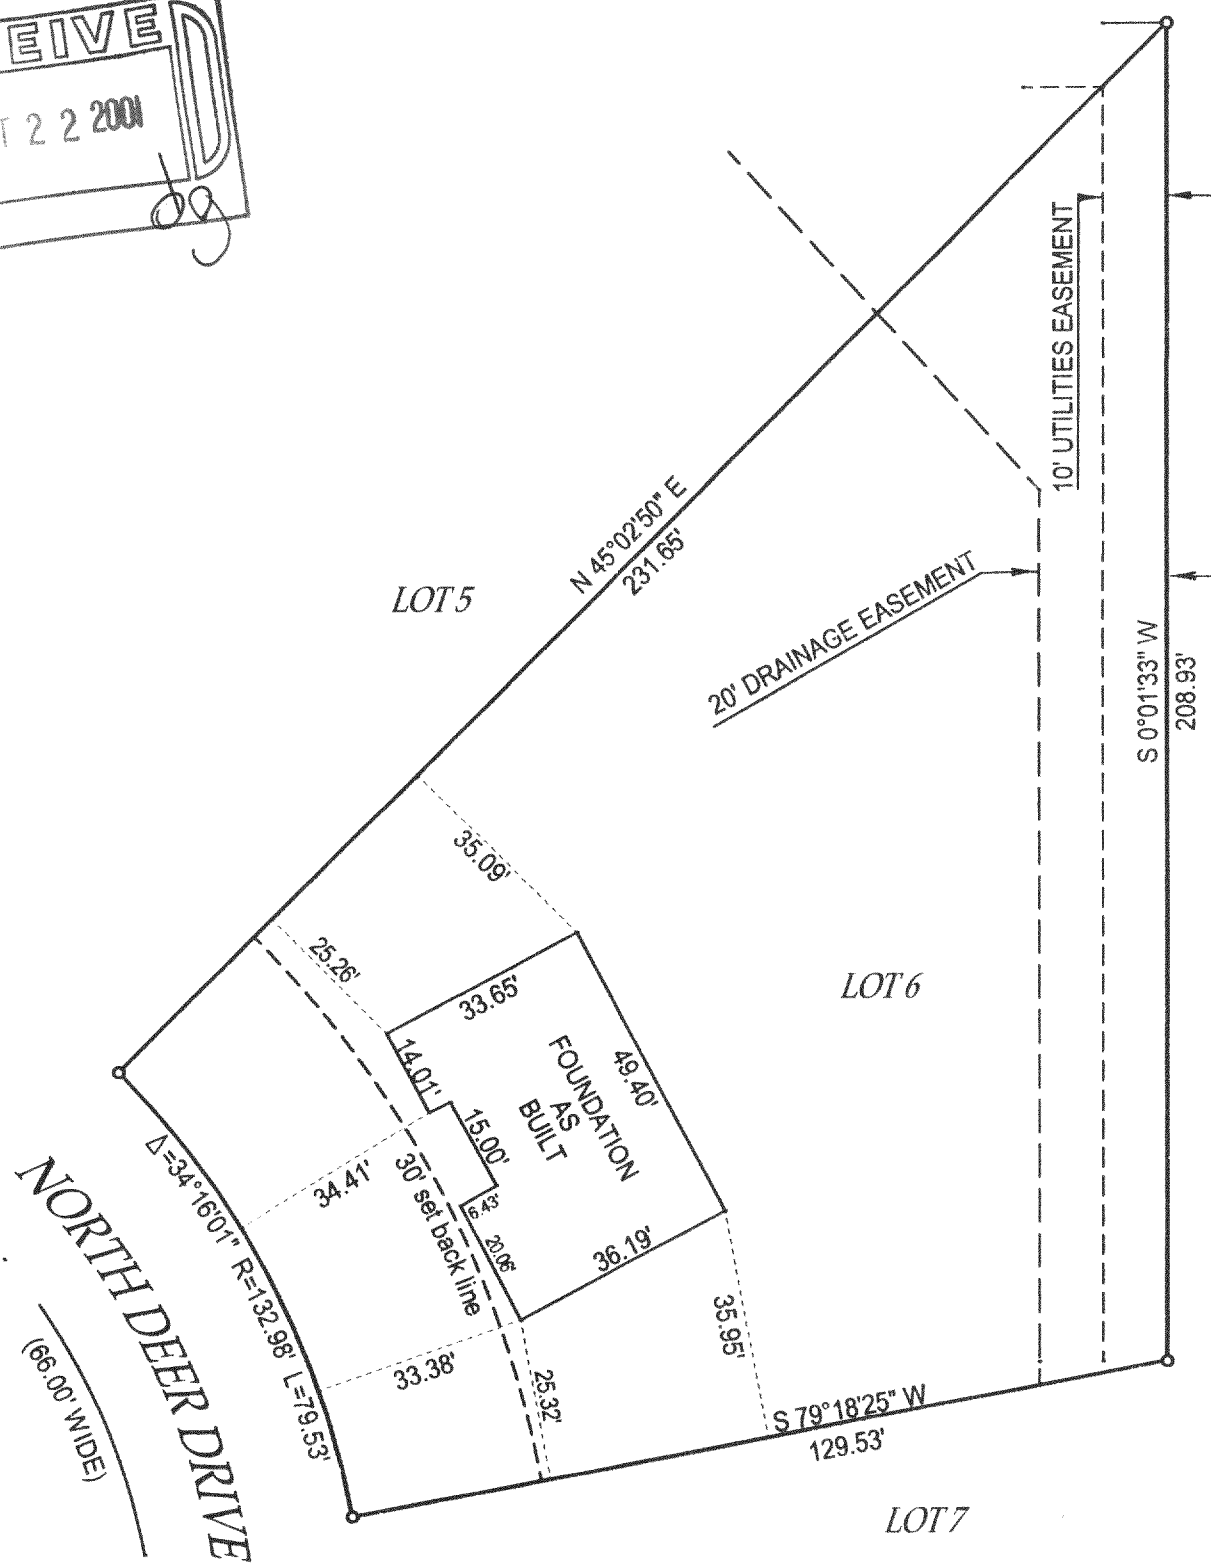 EIVED
T 2 2 2001
10' UTILITIES EASEMENT
N 45°02'50" E
231.65'
LOT 5
20' DRAINAGE EASEMENT
S 0°01'33" W
208.93'
35.09'
25.26'
33.65'
LOT 6
14.01'
15.00'
49.40'
FOUNDATION
AS
BUILT
34.41'
30' set back line
6.43'
20.06'
36.19'
Δ=34°16'01" R=132.98' L=79.53'
NORTH DEER DRIVE
(66.00' WIDE)
33.38'
25.32'
35.95'
S 79°18'25" W
129.53'
LOT 7